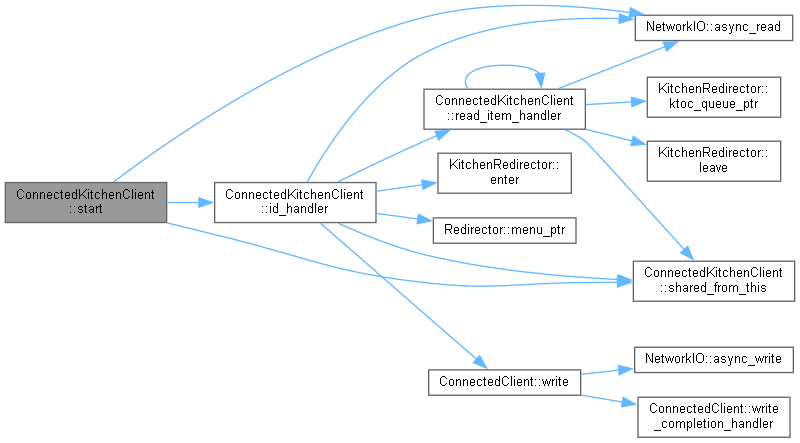 ConnectedKitchenClient
::start
ConnectedKitchenClient
::id_handler
ConnectedKitchenClient
::read_item_handler
KitchenRedirector::
enter
Redirector::menu_ptr
ConnectedClient::write
NetworkIO::async_read
KitchenRedirector::
ktoc_queue_ptr
KitchenRedirector::
leave
ConnectedKitchenClient
::shared_from_this
NetworkIO::async_write
ConnectedClient::write
_completion_handler